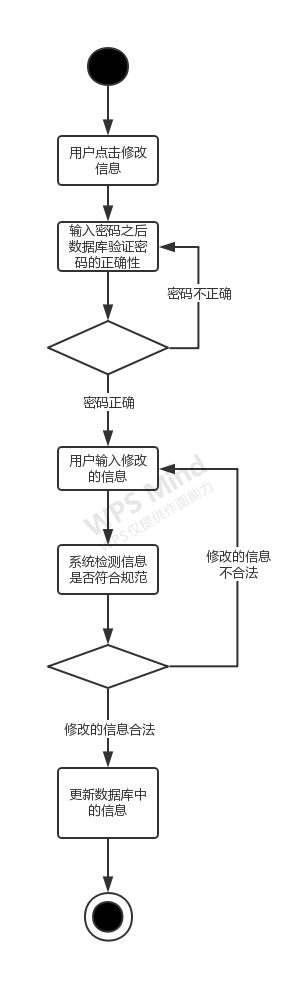 用户点击修改
信息
输入密码之后
数据库验证密
码的正确性
密码不正确
密码正确
用户输入修改
的信息
WPS Mind
WPS仅提供作图能力
系统检测信息
是否符合规范
修改的信息
不合法
修改的信息合法
更新数据库中
的信息